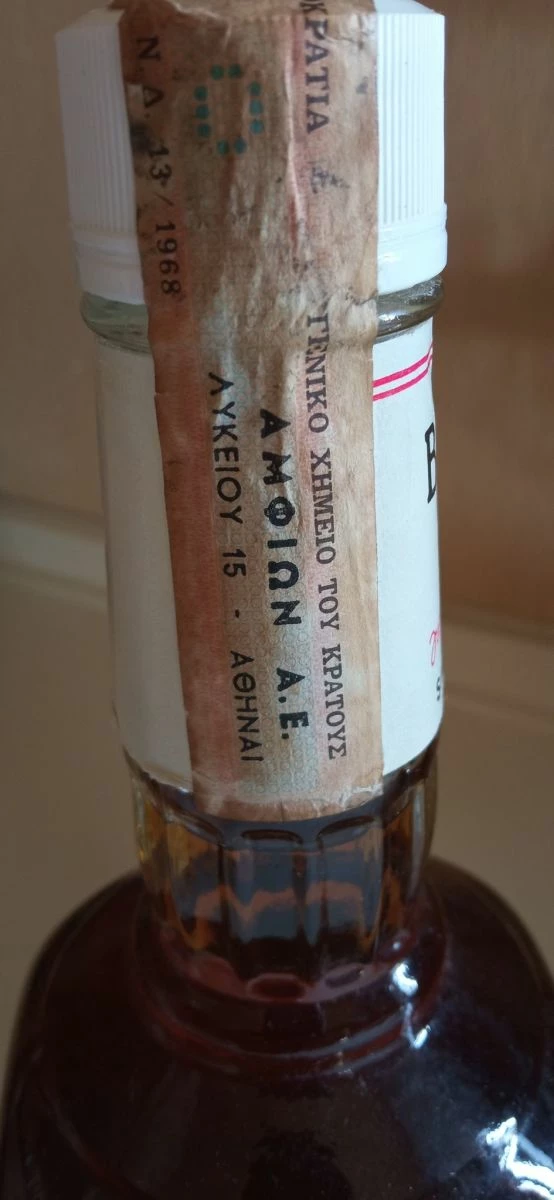 ΚΡΑΤΙΑ
ΓΕΝΙΚΟ ΧΗΜΕΙΟ ΤΟΥ ΚΡΑΤΟΥΣ
ΑΜΦΙΩΝ Α.Ε.
ΛΥΚΕΙΟΥ 15 - ΑΘΗΝΑΙ
Ν. Δ. 13/1968
B